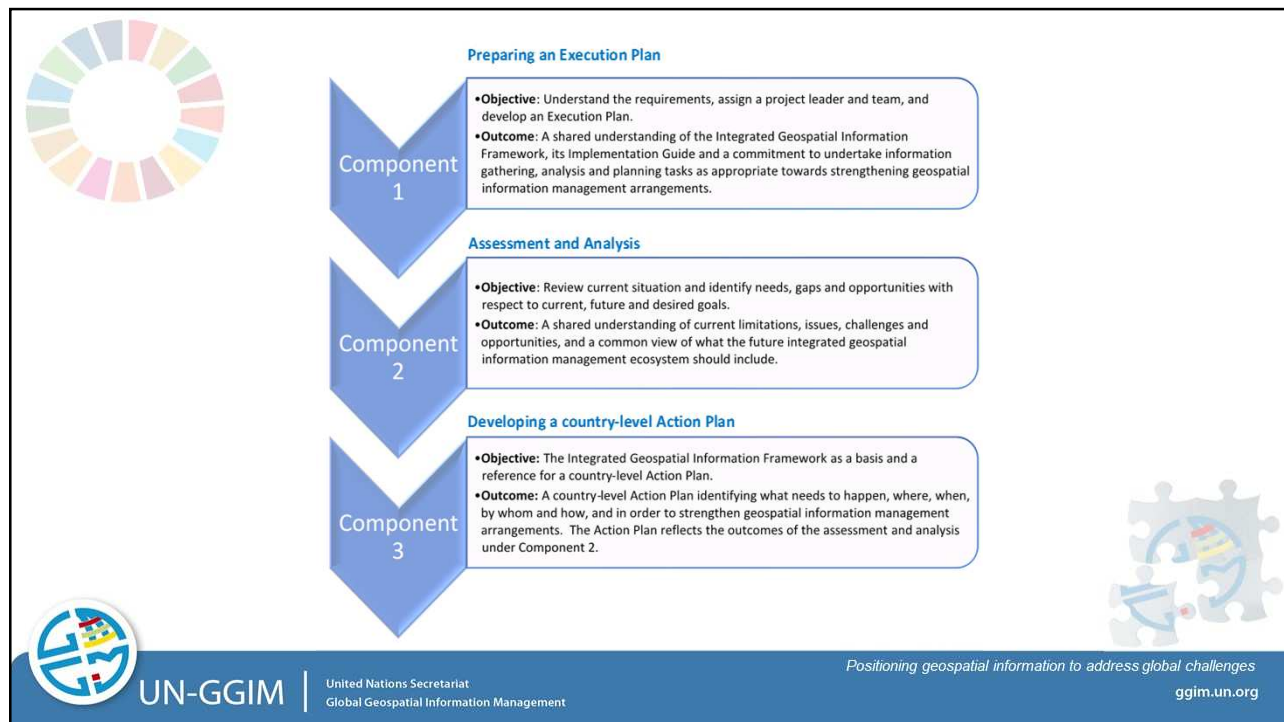 Preparing an Execution Plan
Component
1
•Objective: Understand the requirements, assign a project leader and team, and
develop an Execution Plan.
•Outcome: A shared understanding of the Integrated Geospatial Information
Framework, its Implementation Guide and a commitment to undertake information
gathering, analysis and planning tasks as appropriate towards strengthening geospatial
information management arrangements.
Assessment and Analysis
Component
2
•Objective: Review current situation and identify needs, gaps and opportunities with
respect to current, future and desired goals.
•Outcome: A shared understanding of current limitations, issues, challenges and
opportunities, and a common view of what the future integrated geospatial
information management ecosystem should include.
Developing a country-level Action Plan
Component
3
•Objective: The Integrated Geospatial Information Framework as a basis and a
reference for a country-level Action Plan.
•Outcome: A country-level Action Plan identifying what needs to happen, where, when,
by whom and how, and in order to strengthen geospatial information management
arrangements.  The Action Plan reflects the outcomes of the assessment and analysis
under Component 2.
UN-GGIM
United Nations Secretariat
Global Geospatial Information Management
Positioning geospatial information to address global challenges
ggim.un.org